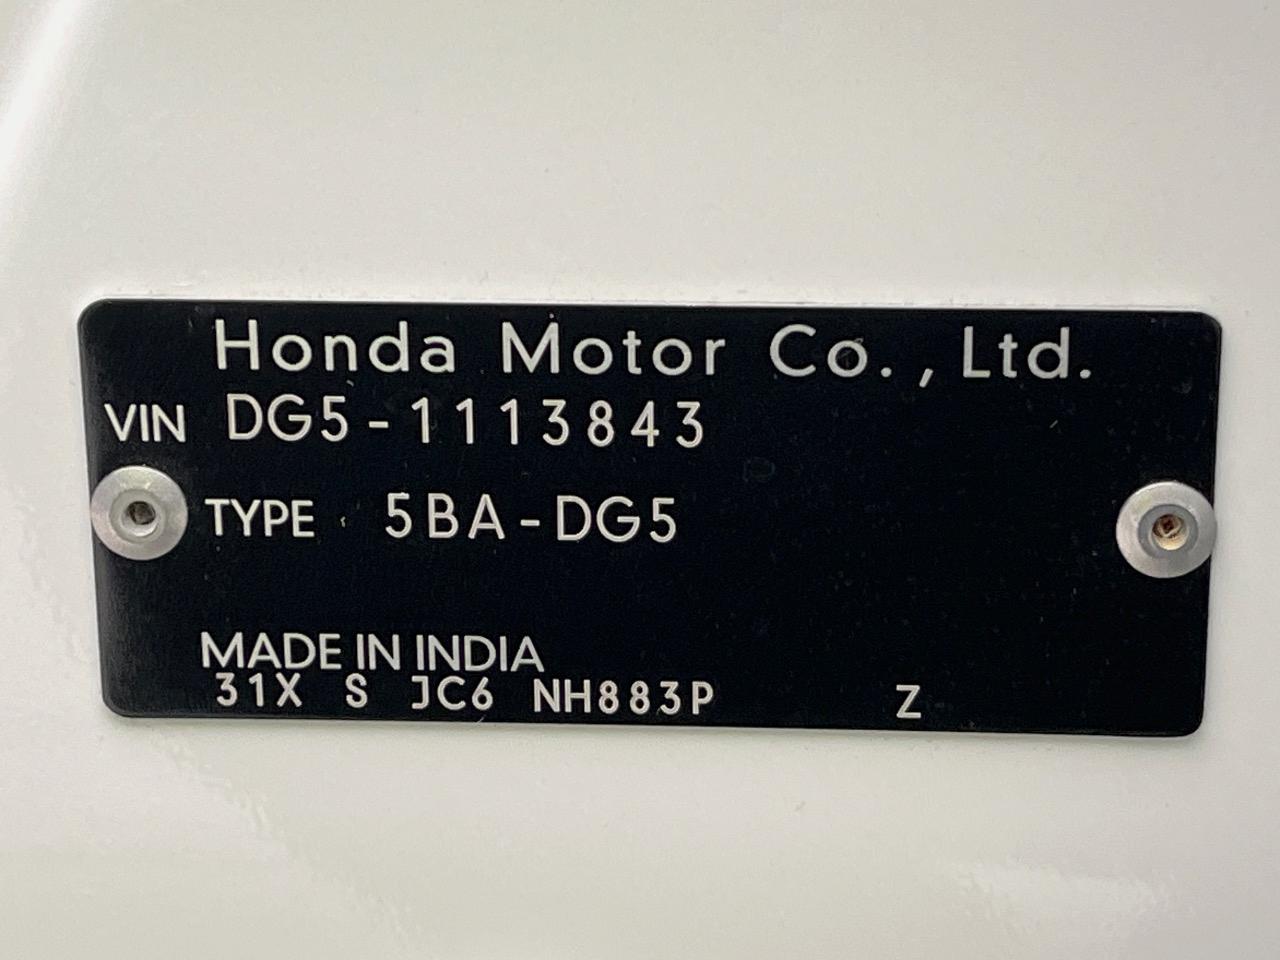 Honda Motor Co., Ltd.
VIN DG5-1113843
TYPE 5BA-DG5
MADE IN INDIA
31X S JC6 NH883P Z